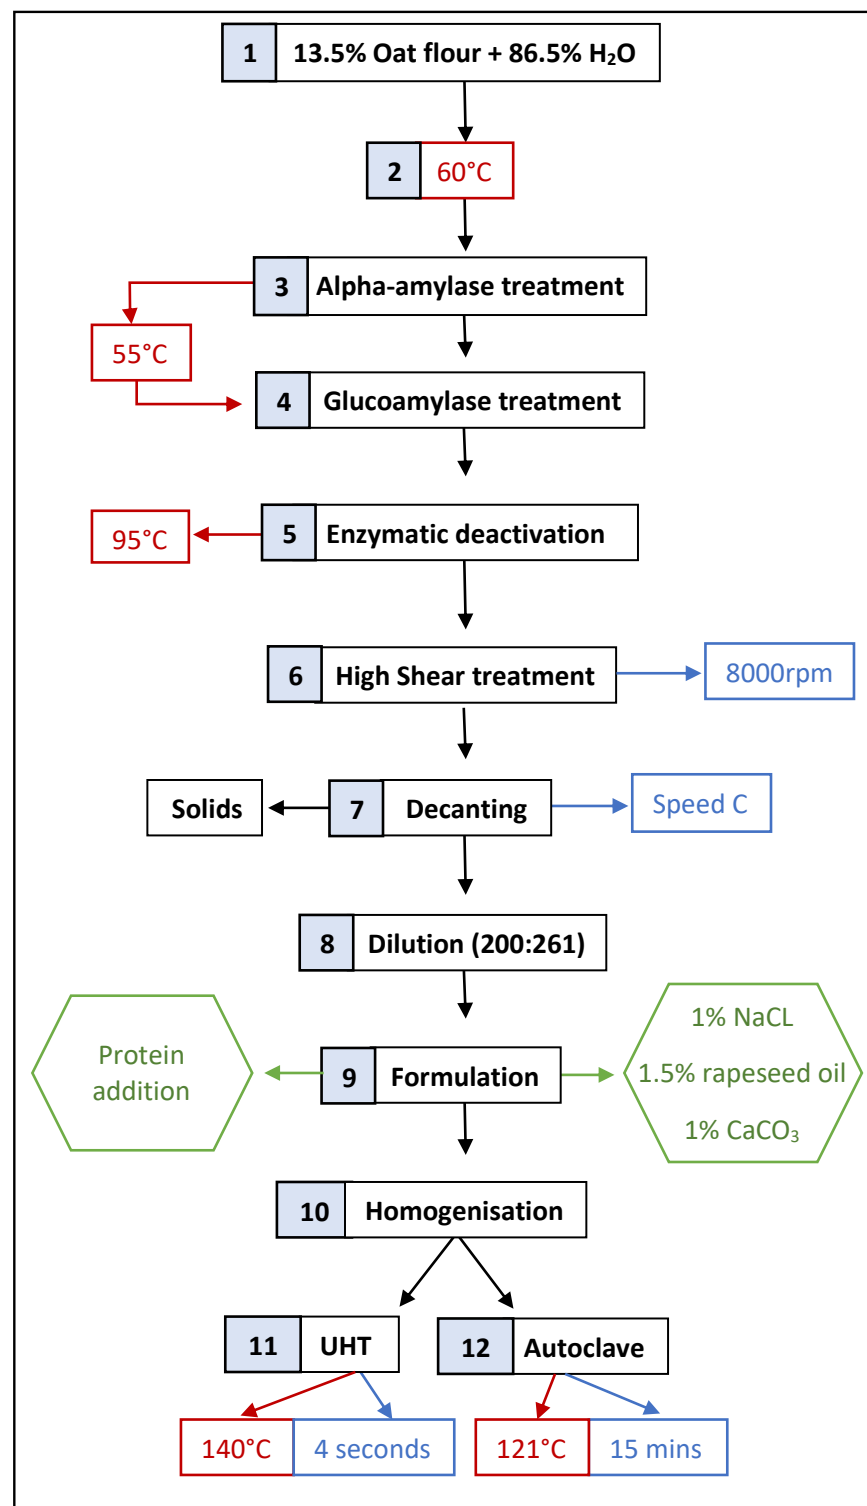 1 13.5% Oat flour + 86.5% H₂O
2 60°C
3 Alpha-amylase treatment
55°C
4 Glucoamylase treatment
5 Enzymatic deactivation
95°C
6 High Shear treatment
8000rpm
Solids
7 Decanting
Speed C
8 Dilution (200:261)
Protein
addition
9 Formulation
1% NaCL
1.5% rapeseed oil
1% CaCO₃
10 Homogenisation
11 UHT
12 Autoclave
140°C 4 seconds
121°C 15 mins